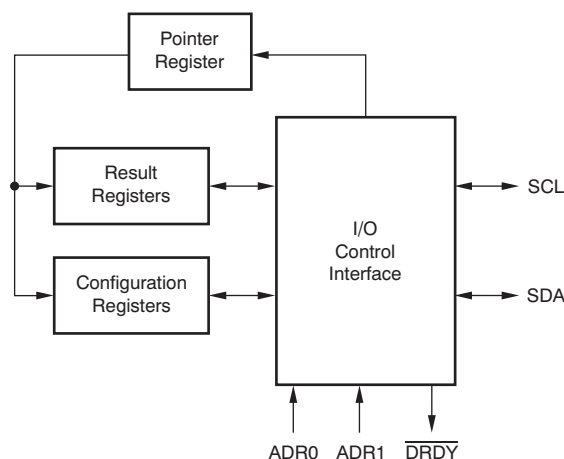 Pointer
Register
Result
Registers
Configuration
Registers
I/O
Control
Interface
SCL
SDA
ADR0 ADR1 DRDY